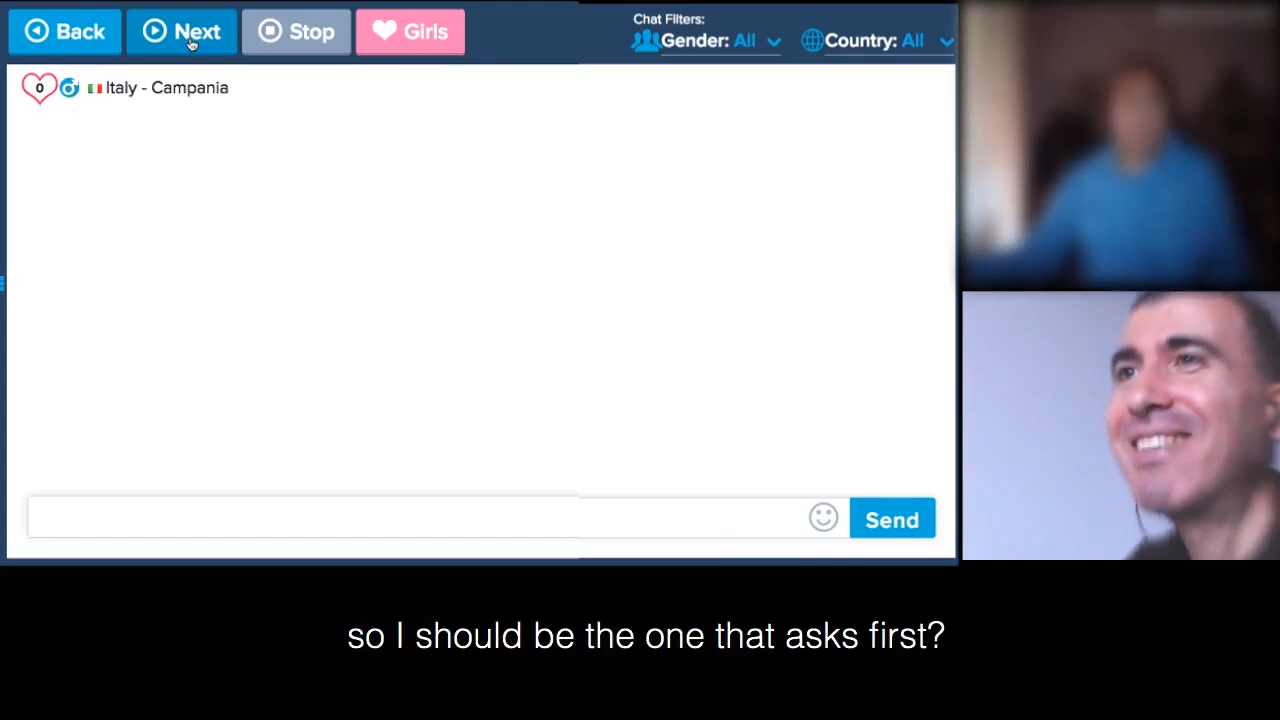 Back
Next
Stop
Girls
Chat Filters:
Gender: All
Country: All
0
Italy - Campania
Send
so I should be the one that asks first?